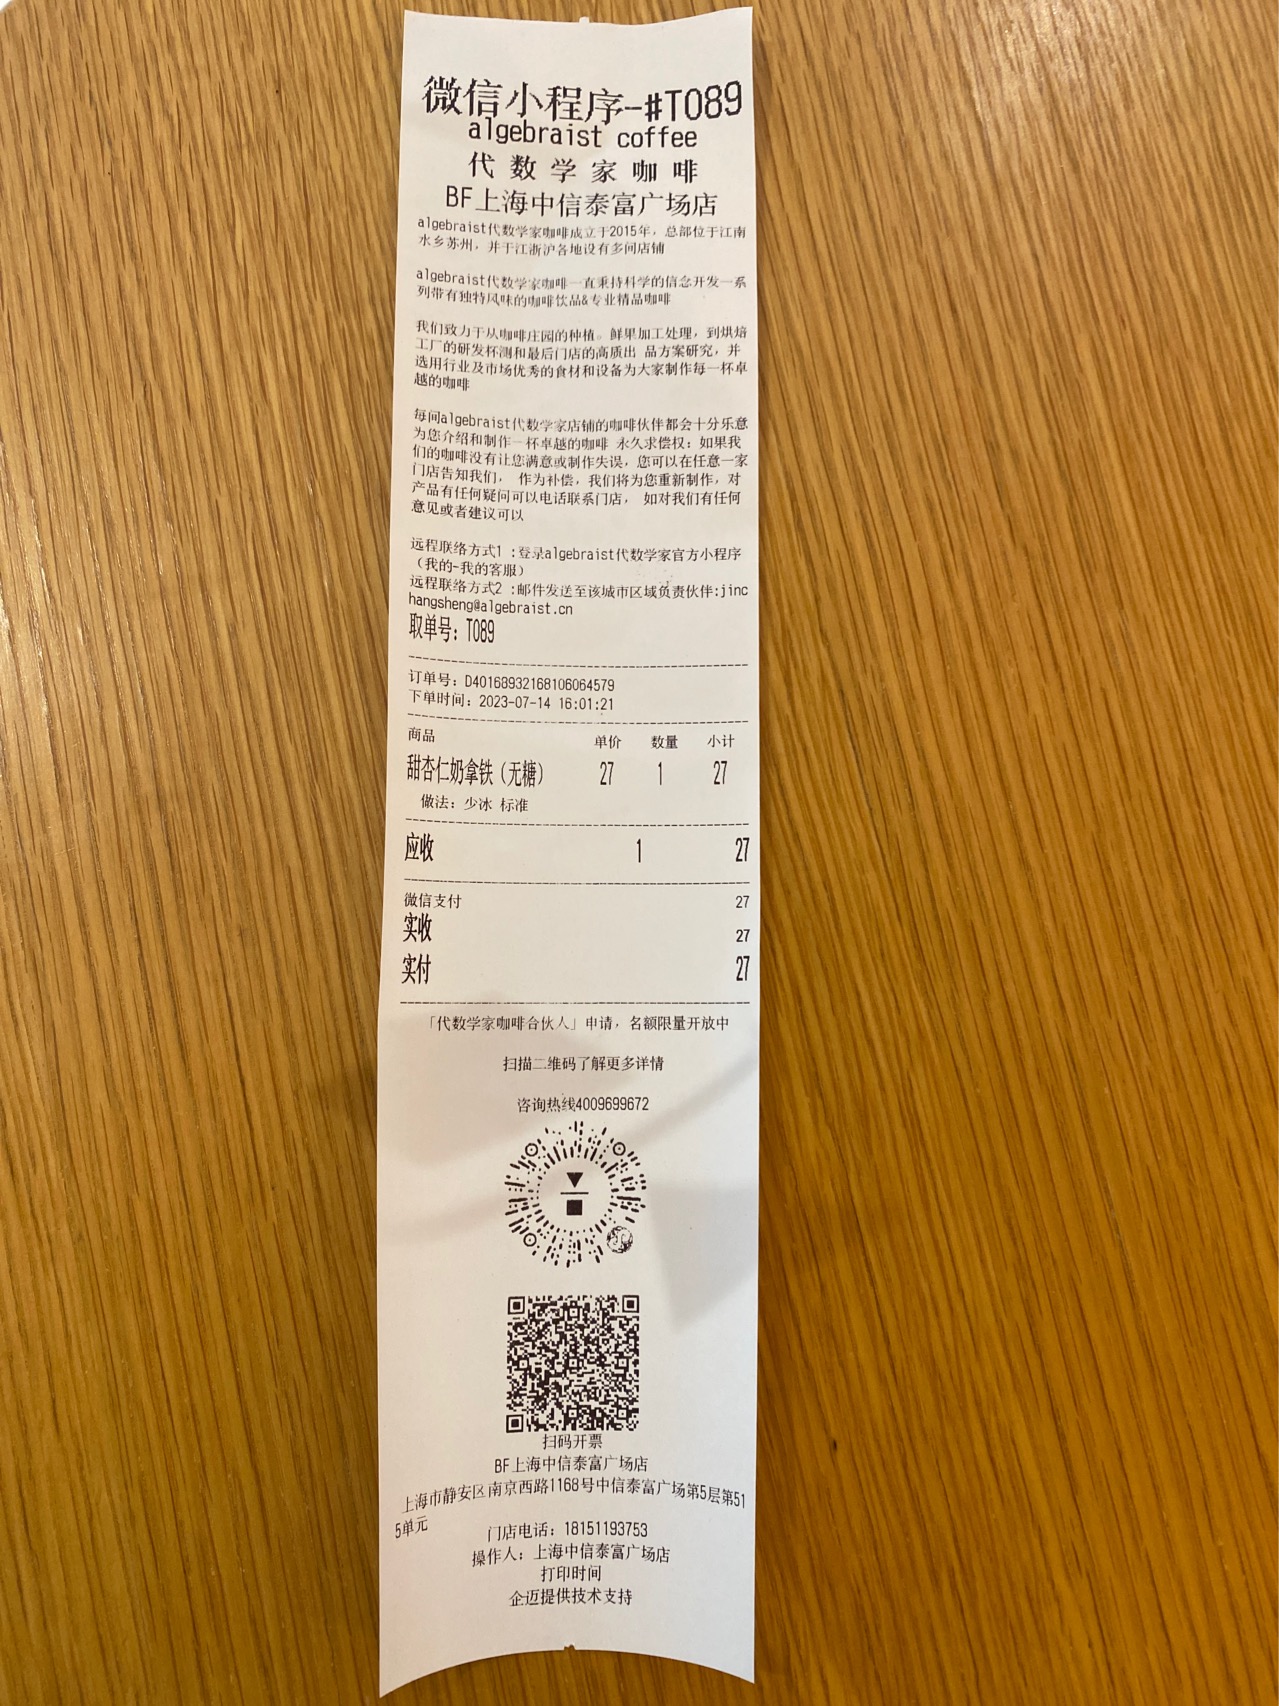 微信小程序-#T089
algebraist coffee
代数学家咖啡
BF上海中信泰富广场店
algebraist代数学家咖啡成立于2015年，总部位于江南
水乡苏州，并于江浙沪各地设有多间店铺
algebraist代数学家咖啡一直秉持科学的信念开发一系
列带有独特风味的咖啡饮品&专业精品咖啡
我们致力于从咖啡庄园的种植。鲜果加工处理，到烘焙
工厂的研发杯测和最后门店的高质出 品方案研究，并
选用行业及市场优秀的食材和设备为大家制作每一杯卓
越的咖啡
每间algebraist代数学家店铺的咖啡伙伴都会十分乐意
为您介绍和制作一杯卓越的咖啡 永久求偿权：如果我
们的咖啡没有让您满意或制作失误，您可以在任意一家
门店告知我们， 作为补偿，我们将为您重新制作，对
产品有任何疑问可以电话联系门店， 如对我们有任何
意见或者建议可以
远程联络方式1 :登录algebraist代数学家官方小程序
（我的-我的客服）
远程联络方式2 :邮件发送至该城市区域负责伙伴:jinc
hangsheng@algebraist.cn
取单号：T089
订单号：D40168932168106064579
下单时间：2023-07-14 16:01:21
商品 单价 数量 小计
甜杏仁奶拿铁（无糖） 27 1 27
做法：少冰 标准
应收 1 27
微信支付 27
实收 27
实付 27
「代数学家咖啡合伙人」申请，名额限量开放中
扫描二维码了解更多详情
咨询热线4009699672
扫码开票
BF上海中信泰富广场店
上海市静安区南京西路1168号中信泰富广场第5层第51
5单元
门店电话：18151193753
操作人：上海中信泰富广场店
打印时间
企迈提供技术支持